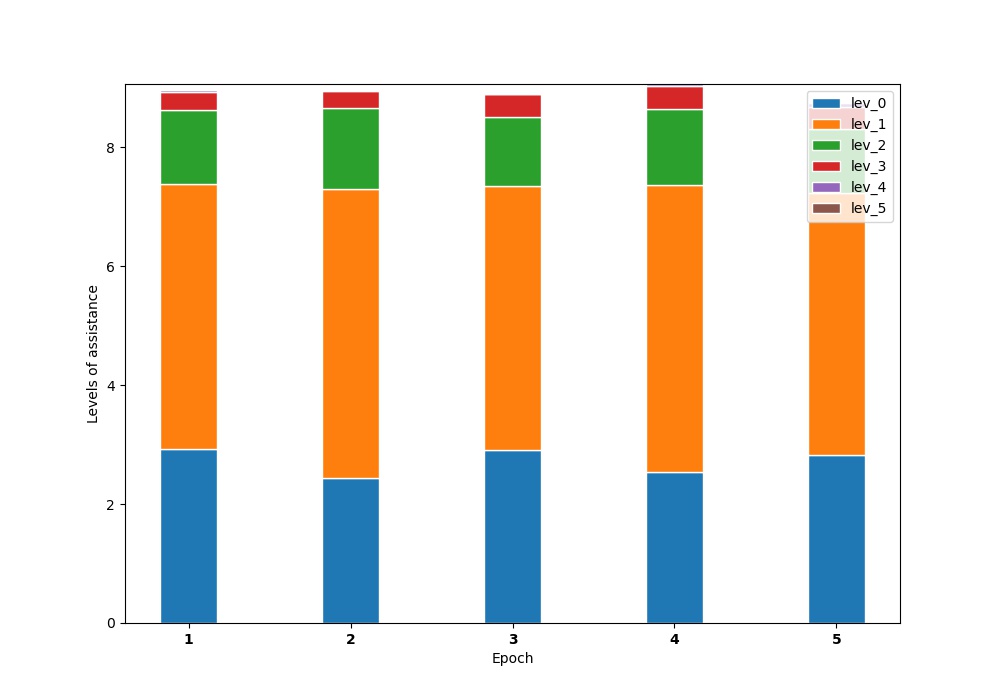 lev_0
lev_1
lev_2
lev_3
lev_4
lev_5
8
6
4
2
0
Levels of assistance
1 2 3 4 5
Epoch